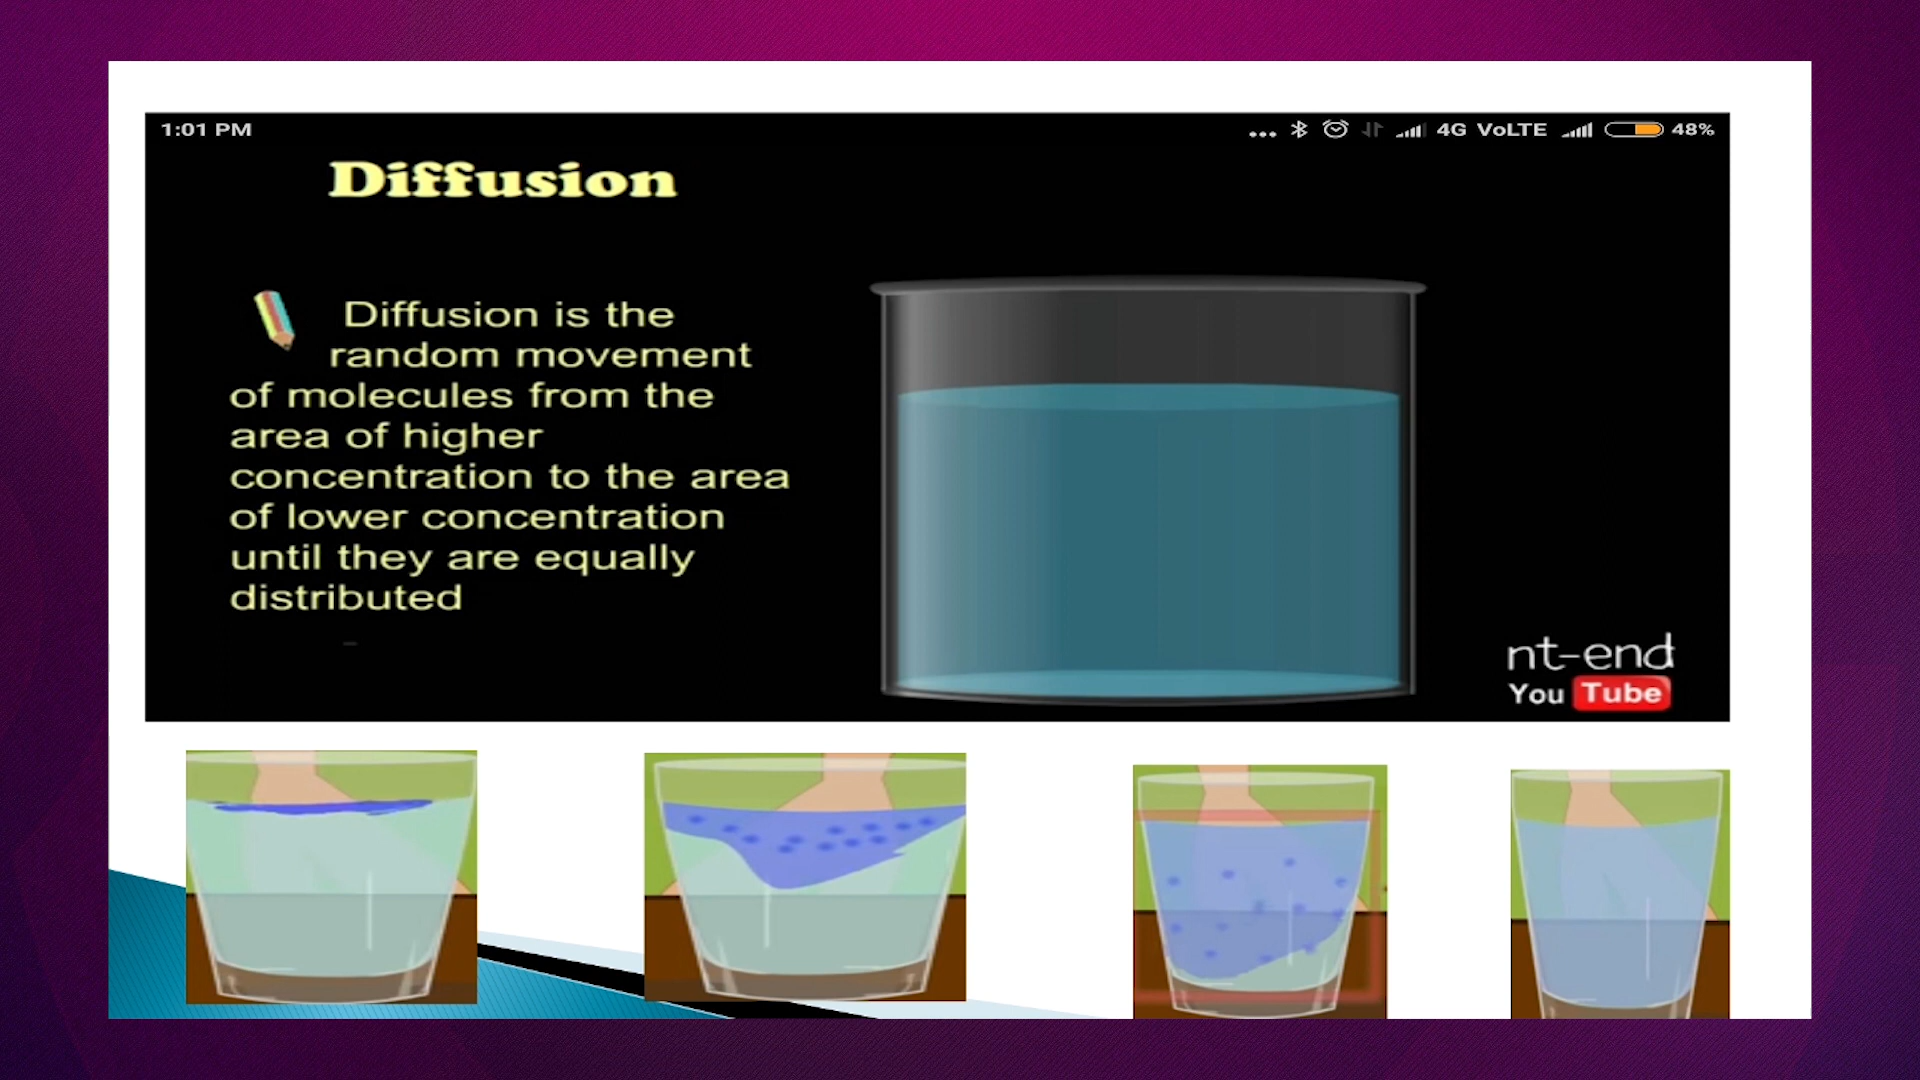 1:01 PM
... 4G VoLTE 48%
Diffusion
Diffusion is the
random movement
of molecules from the
area of higher
concentration to the area
of lower concentration
until they are equally
distributed
nt-end
You Tube